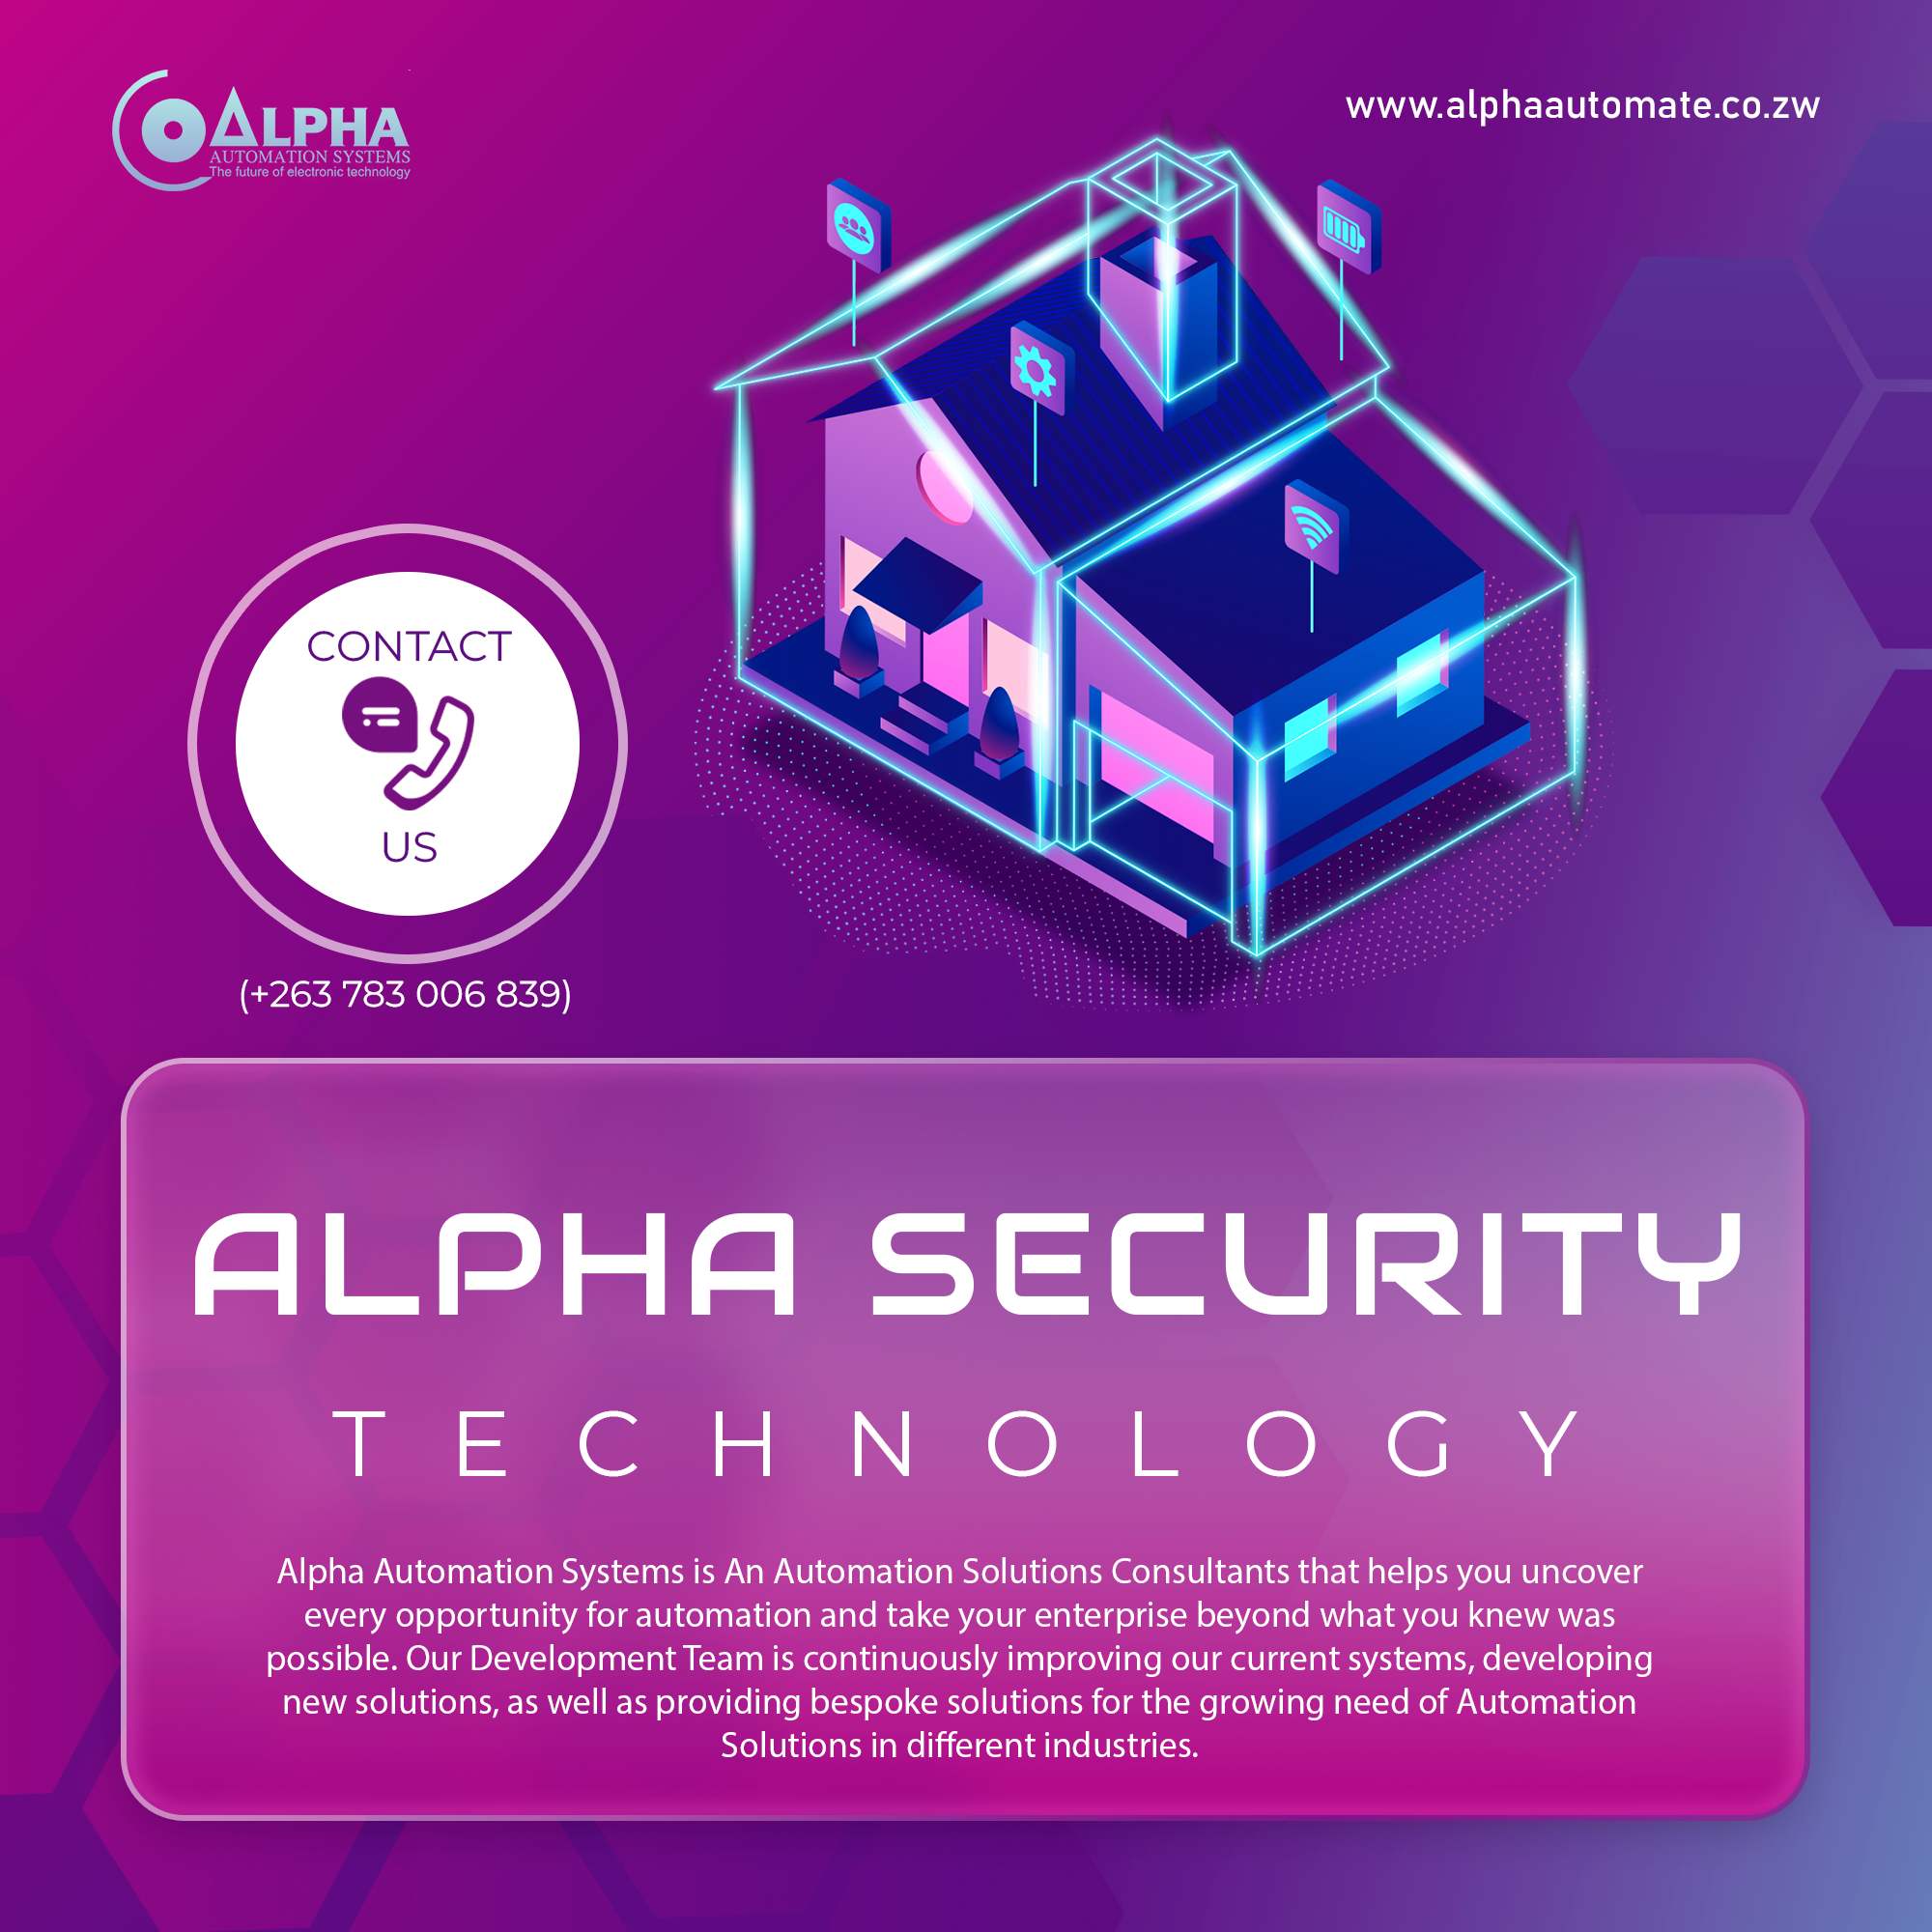 ALPHA
AUTOMATION SYSTEMS
The future of electronic technology
www.alphaautomate.co.zw
CONTACT
US
(+263 783 006 839)
ALPHA SECURITY
TECHNOLOGY
Alpha Automation Systems is An Automation Solutions Consultants that helps you uncover
every opportunity for automation and take your enterprise beyond what you knew was
possible. Our Development Team is continuously improving our current systems, developing
new solutions, as well as providing bespoke solutions for the growing need of Automation
Solutions in different industries.